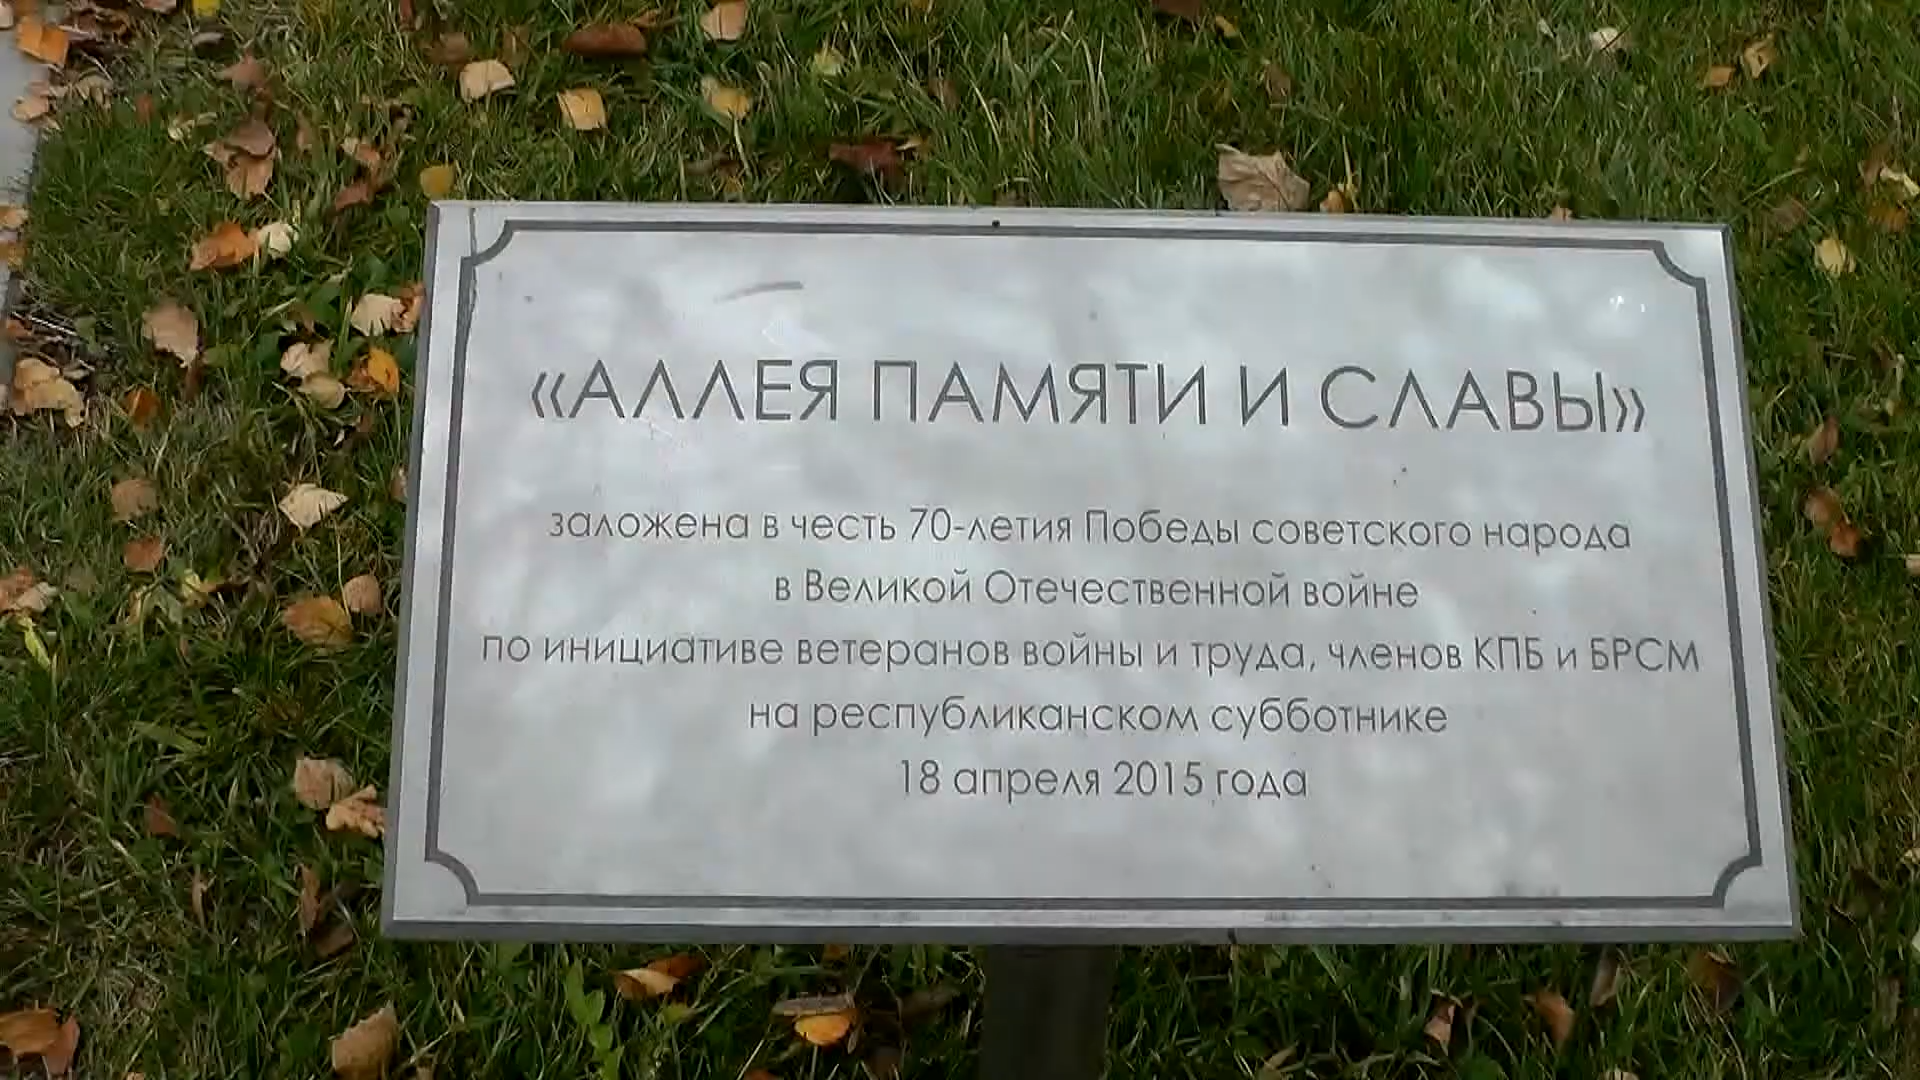 «АЛЛЕЯ ПАМЯТИ И СЛАВЫ»
заложена в честь 70-летия Победы советского народа
в Великой Отечественной войне
по инициативе ветеранов войны и труда, членов КПБ и БРСМ
на республиканском субботнике
18 апреля 2015 года